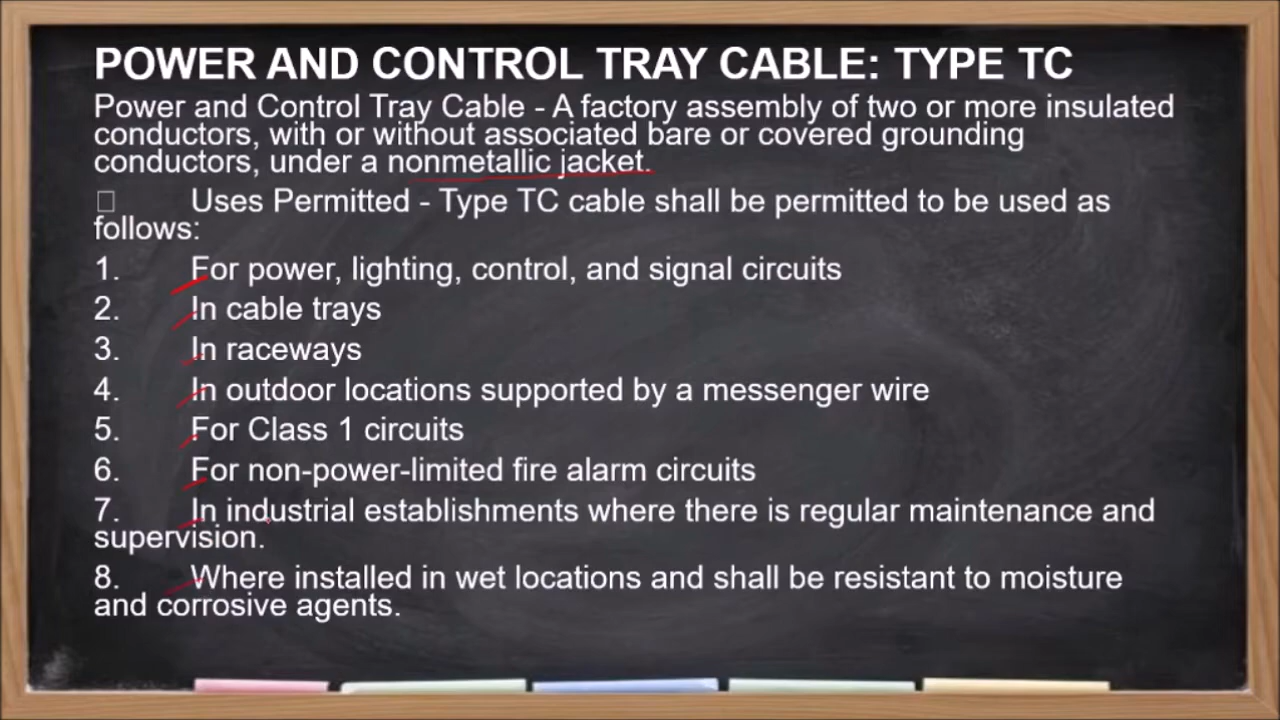 POWER AND CONTROL TRAY CABLE: TYPE TC
Power and Control Tray Cable - A factory assembly of two or more insulated
conductors, with or without associated bare or covered grounding
conductors, under a nonmetallic jacket.
Uses Permitted - Type TC cable shall be permitted to be used as
follows:
1. For power, lighting, control, and signal circuits
2. In cable trays
3. In raceways
4. In outdoor locations supported by a messenger wire
5. For Class 1 circuits
6. For non-power-limited fire alarm circuits
7. In industrial establishments where there is regular maintenance and
supervision.
8. Where installed in wet locations and shall be resistant to moisture
and corrosive agents.